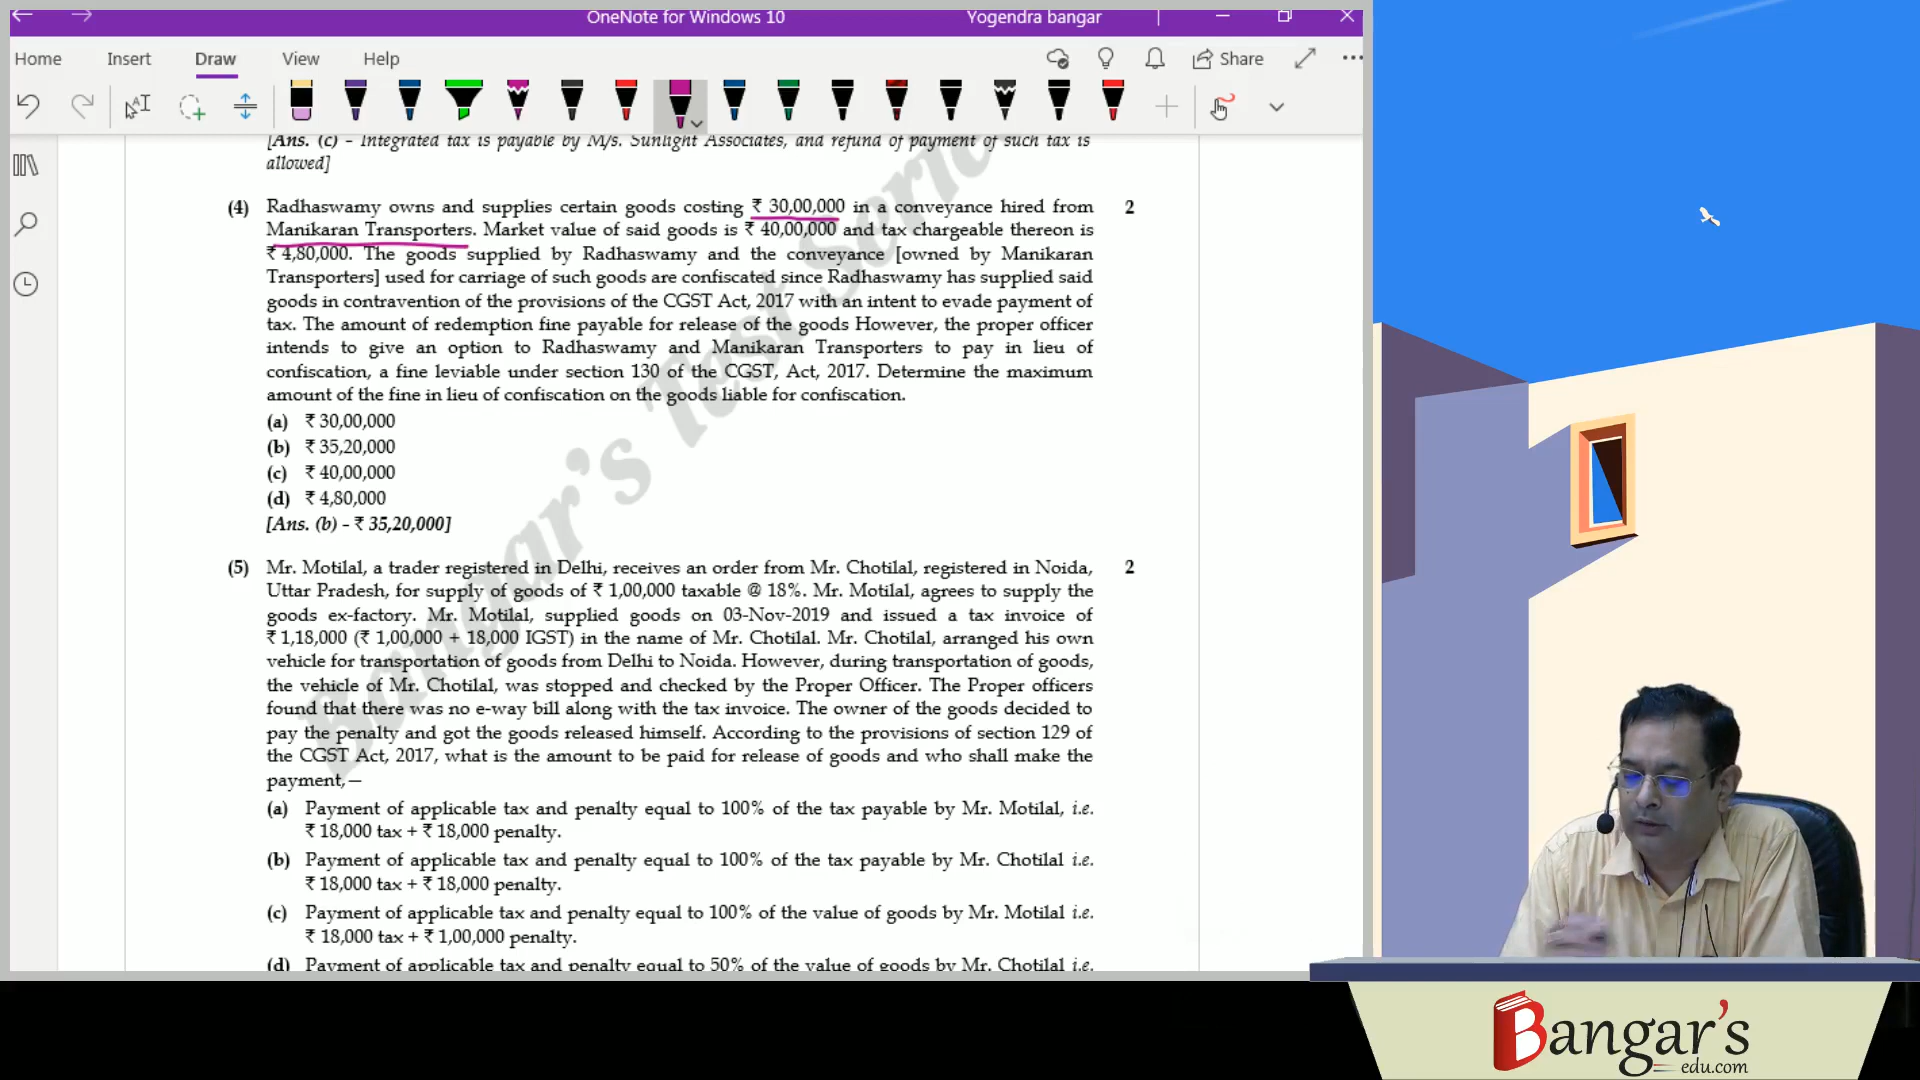 OneNote for Windows 10
Yogendra bangar
Home Insert Draw View Help Share
[Ans. (c) - Integrated tax is payable by M/s. Sunlight Associates, and refund of payment of such tax is
allowed]
(4) Radhaswamy owns and supplies certain goods costing ₹ 30,00,000 in a conveyance hired from 2
Manikaran Transporters. Market value of said goods is ₹ 40,00,000 and tax chargeable thereon is
₹ 4,80,000. The goods supplied by Radhaswamy and the conveyance [owned by Manikaran
Transporters] used for carriage of such goods are confiscated since Radhaswamy has supplied said
goods in contravention of the provisions of the CGST Act, 2017 with an intent to evade payment of
tax. The amount of redemption fine payable for release of the goods However, the proper officer
intends to give an option to Radhaswamy and Manikaran Transporters to pay in lieu of
confiscation, a fine leviable under section 130 of the CGST, Act, 2017. Determine the maximum
amount of the fine in lieu of confiscation on the goods liable for confiscation.
(a) ₹ 30,00,000
(b) ₹ 35,20,000
(c) ₹ 40,00,000
(d) ₹ 4,80,000
[Ans. (b) - ₹ 35,20,000]
(5) Mr. Motilal, a trader registered in Delhi, receives an order from Mr. Chotilal, registered in Noida, 2
Uttar Pradesh, for supply of goods of ₹ 1,00,000 taxable @ 18%. Mr. Motilal, agrees to supply the
goods ex-factory. Mr. Motilal, supplied goods on 03-Nov-2019 and issued a tax invoice of
₹ 1,18,000 (₹ 1,00,000 + 18,000 IGST) in the name of Mr. Chotilal. Mr. Chotilal, arranged his own
vehicle for transportation of goods from Delhi to Noida. However, during transportation of goods,
the vehicle of Mr. Chotilal, was stopped and checked by the Proper Officer. The Proper officers
found that there was no e-way bill along with the tax invoice. The owner of the goods decided to
pay the penalty and got the goods released himself. According to the provisions of section 129 of
the CGST Act, 2017, what is the amount to be paid for release of goods and who shall make the
payment,—
(a) Payment of applicable tax and penalty equal to 100% of the tax payable by Mr. Motilal, i.e.
₹ 18,000 tax + ₹ 18,000 penalty.
(b) Payment of applicable tax and penalty equal to 100% of the tax payable by Mr. Chotilal i.e.
₹ 18,000 tax + ₹ 18,000 penalty.
(c) Payment of applicable tax and penalty equal to 100% of the value of goods by Mr. Motilal i.e.
₹ 18,000 tax + ₹ 1,00,000 penalty.
(d) Payment of applicable tax and penalty equal to 50% of the value of goods by Mr. Chotilal i.e.
Bangar's Test Seri
Bangar's
edu.com